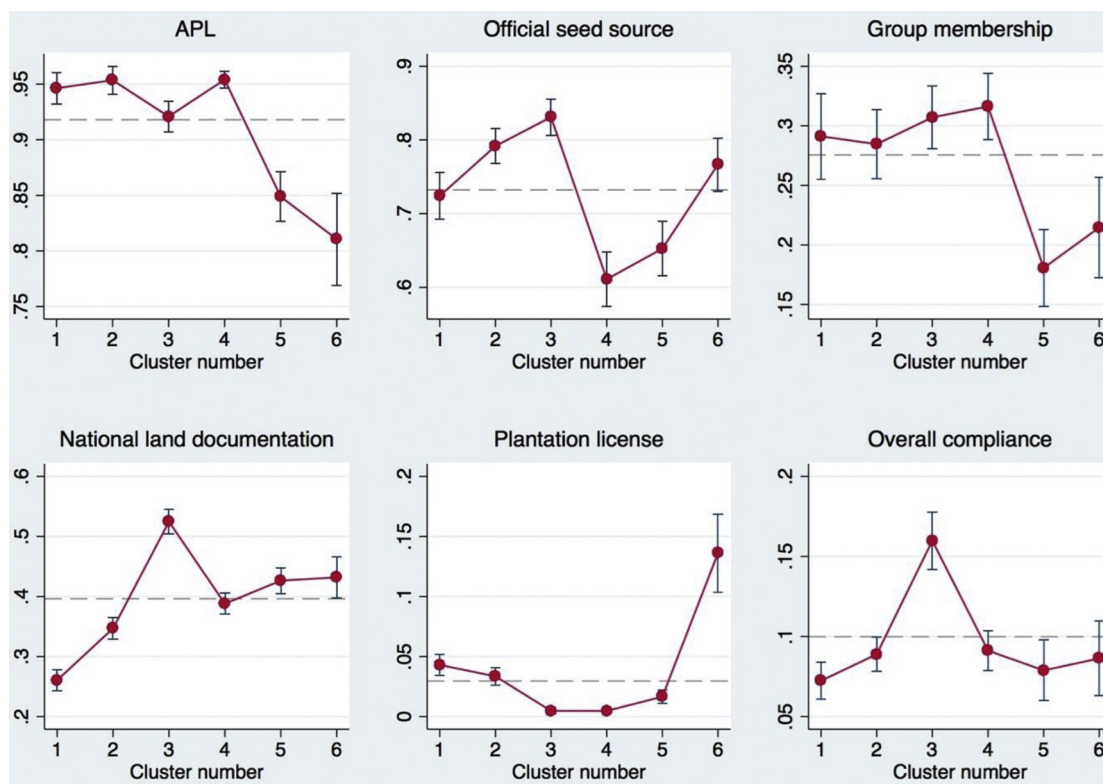 APL
.95
.9
.85
.8
.75
1 2 3 4 5 6
Cluster number
Official seed source
.9
.8
.7
.6
1 2 3 4 5 6
Cluster number
Group membership
.35
.3
.25
.2
.15
1 2 3 4 5 6
Cluster number
National land documentation
.6
.5
.4
.3
.2
1 2 3 4 5 6
Cluster number
Plantation license
.2
.15
.1
.05
0
1 2 3 4 5 6
Cluster number
Overall compliance
.2
.15
.1
.05
1 2 3 4 5 6
Cluster number